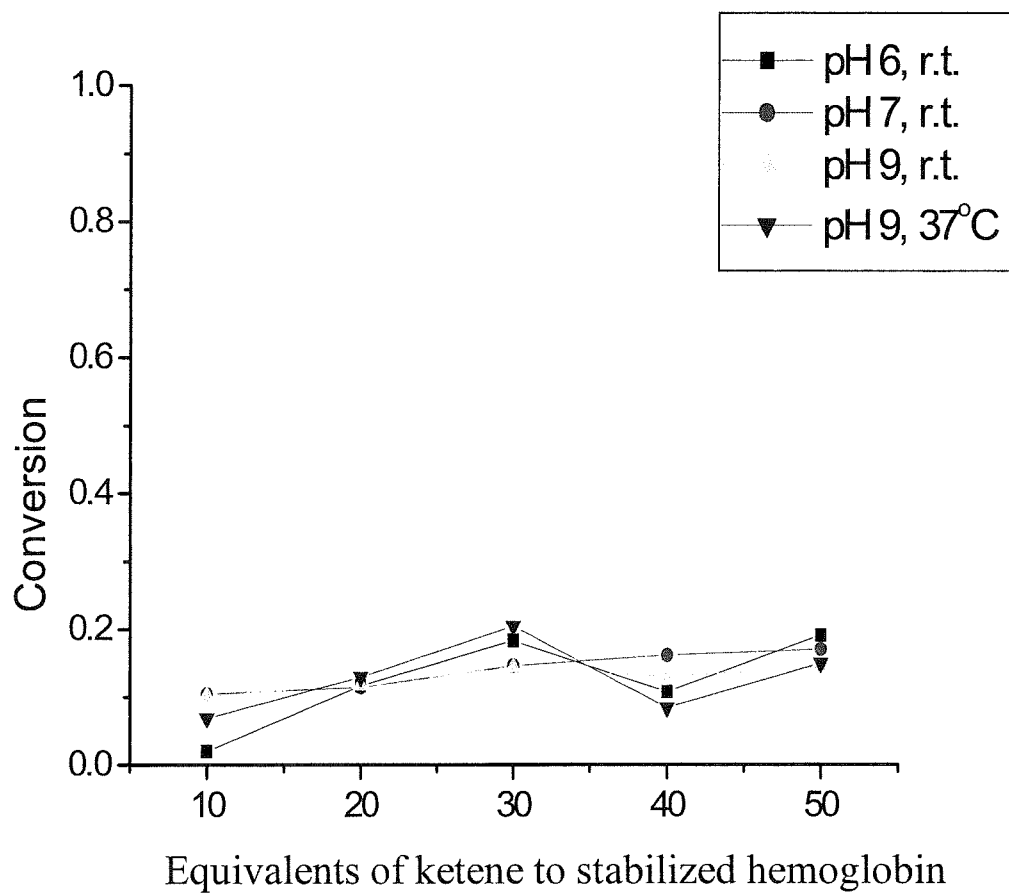 pH 6, r.t.
pH 7, r.t.
pH 9, r.t.
pH 9, 37°C
1.0
0.8
0.6
0.4
0.2
0.0
Conversion
10 20 30 40 50
Equivalents of ketene to stabilized hemoglobin